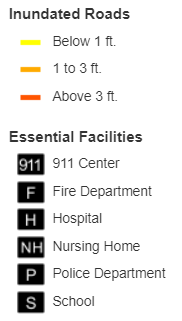 Inundated Roads
Below 1 ft.
1 to 3 ft.
Above 3 ft.
Essential Facilities
911 911 Center
F Fire Department
H Hospital
NH Nursing Home
P Police Department
S School